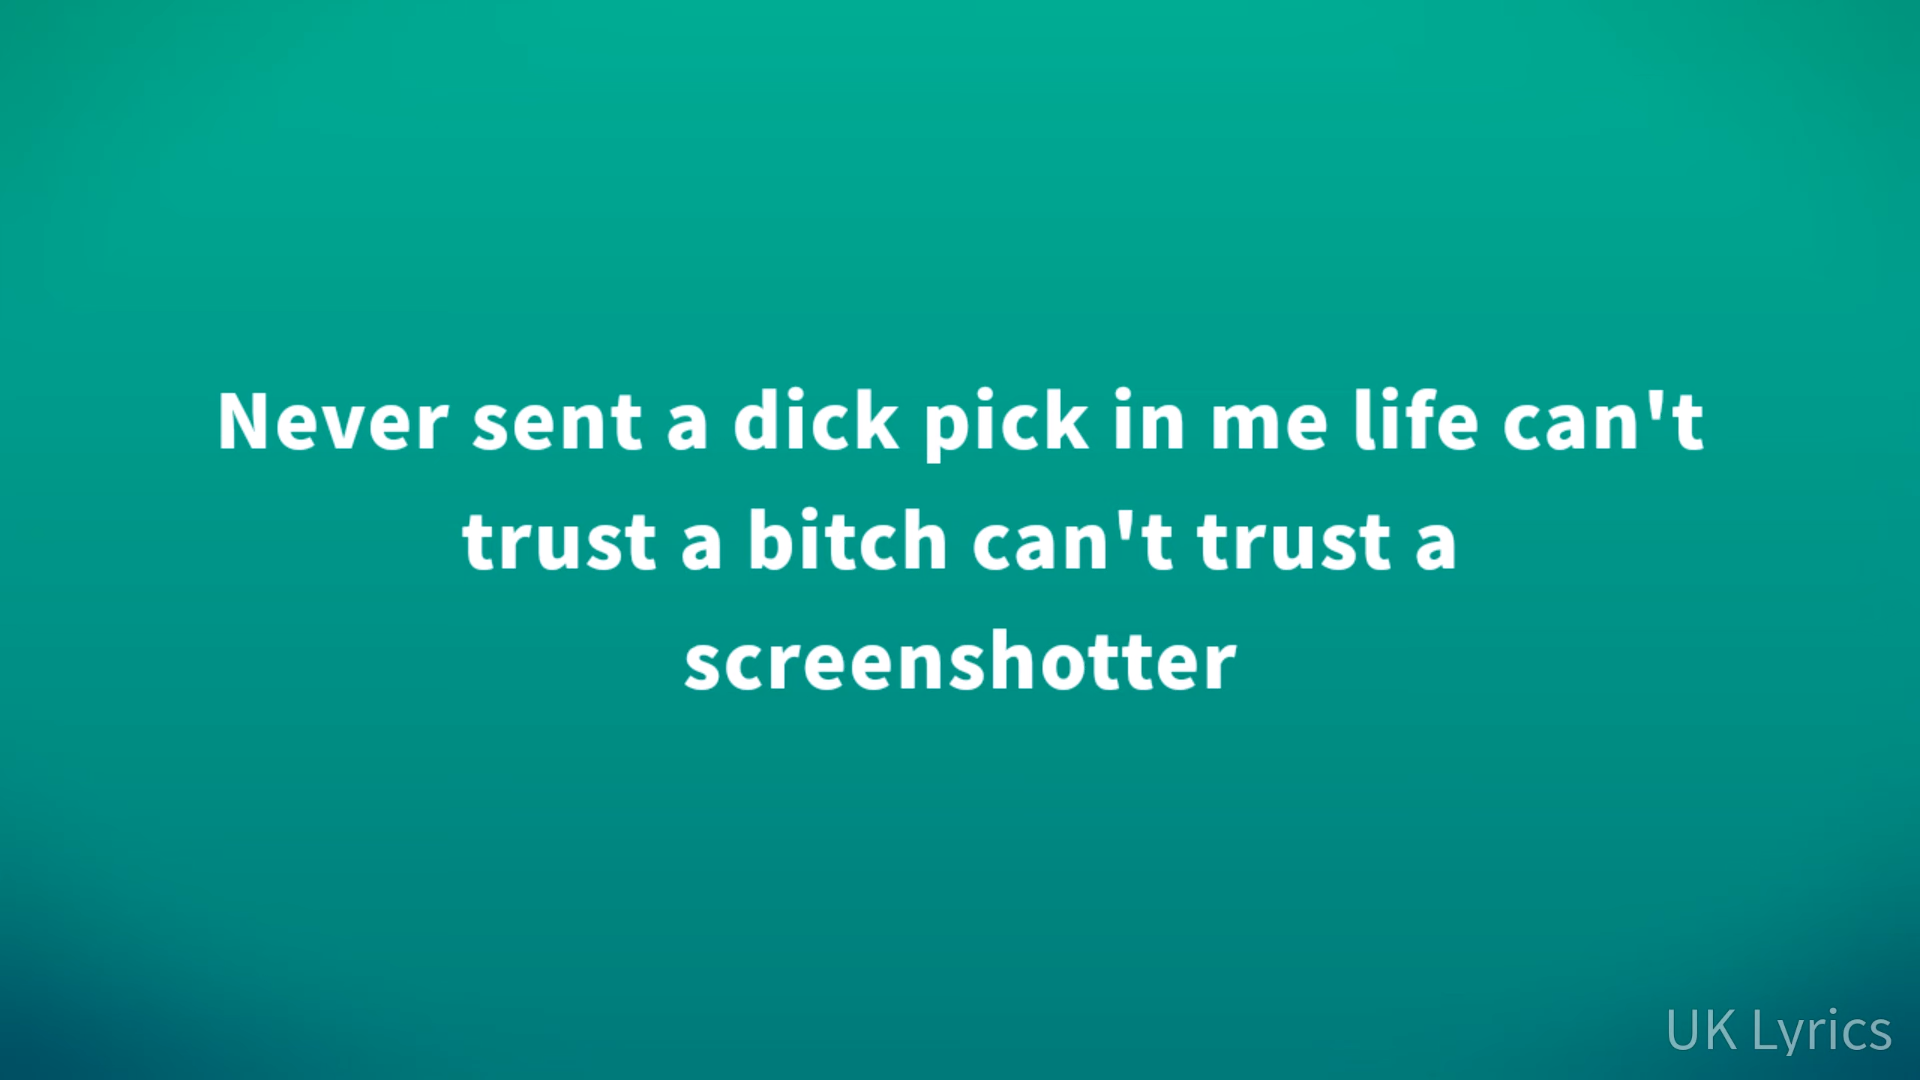 Never sent a dick pick in me life can't
trust a bitch can't trust a
screenshotter
UK Lyrics